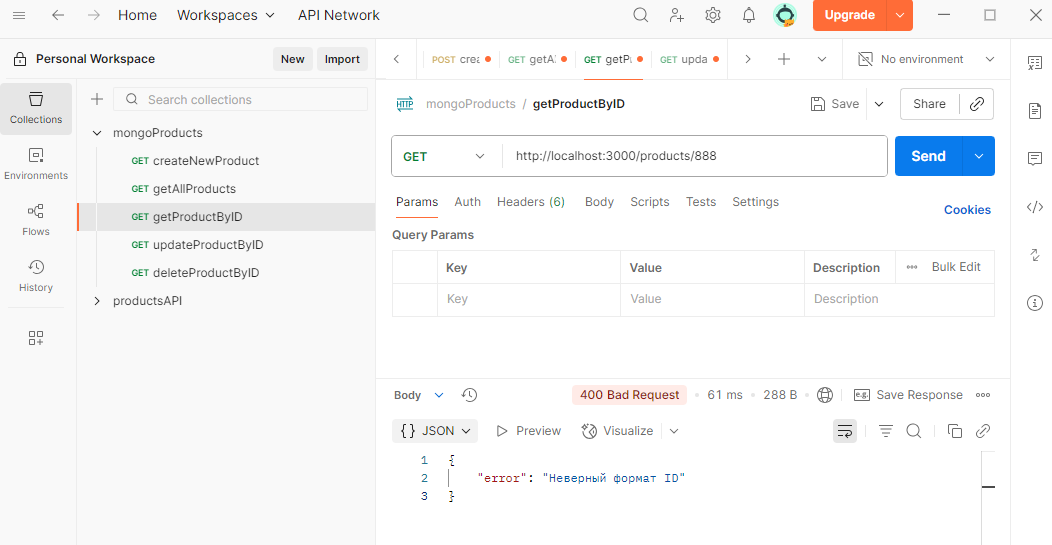 Home Workspaces API Network Upgrade
Personal Workspace New Import
POST crea GET getA GET getPu GET upda No environment
Collections
Environments
Flows
History
Search collections
mongoProducts
GET createNewProduct
GET getAllProducts
GET getProductByID
GET updateProductByID
GET deleteProductByID
productsAPI
HTTP mongoProducts / getProductByID Save Share
GET http://localhost:3000/products/888 Send
Params Auth Headers (6) Body Scripts Tests Settings Cookies
Query Params
Key Value Description Bulk Edit
Key Value Description
Body 400 Bad Request 61 ms 288 B Save Response
{} JSON Preview Visualize
1 {
2 "error": "Неверный формат ID"
3 }